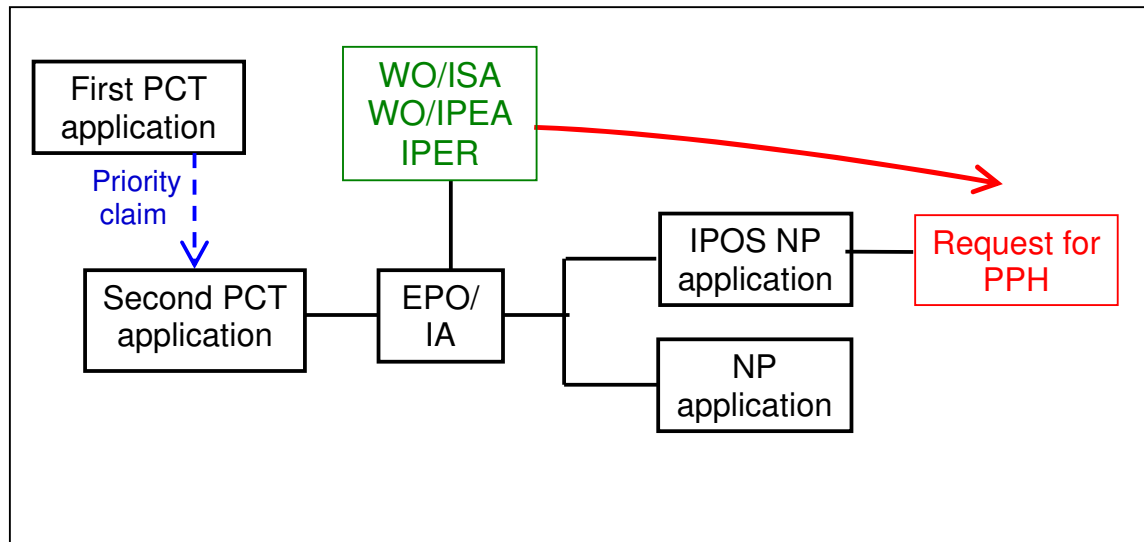 First PCT
application
WO/ISA
WO/IPEA
IPER
Priority
claim
Second PCT
application
EPO/
IA
IPOS NP
application
Request for
PPH
NP
application